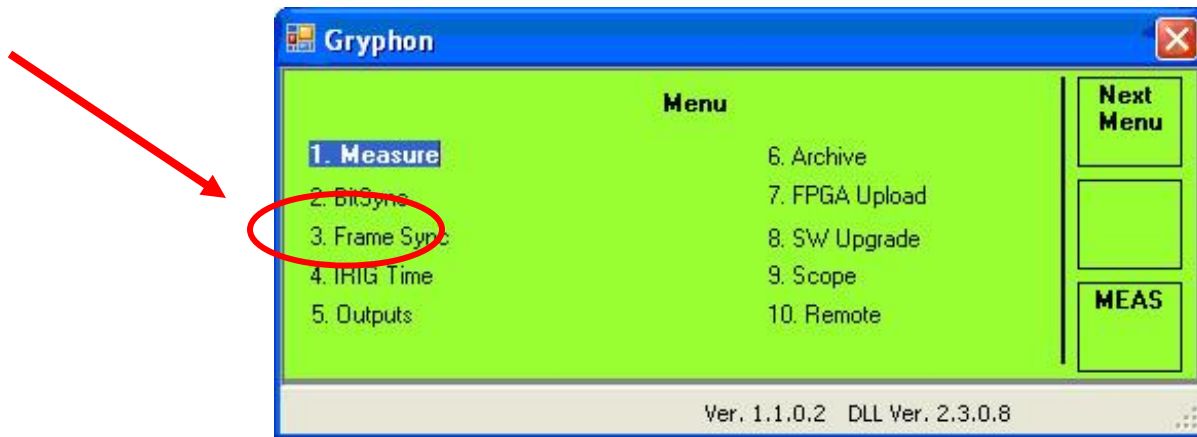 Gryphon
Menu
1. Measure
2. BitSync
3. Frame Sync
4. IRIG Time
5. Outputs
6. Archive
7. FPGA Upload
8. SW Upgrade
9. Scope
10. Remote
Next
Menu
MEAS
Ver. 1.1.0.2 DLL Ver. 2.3.0.8